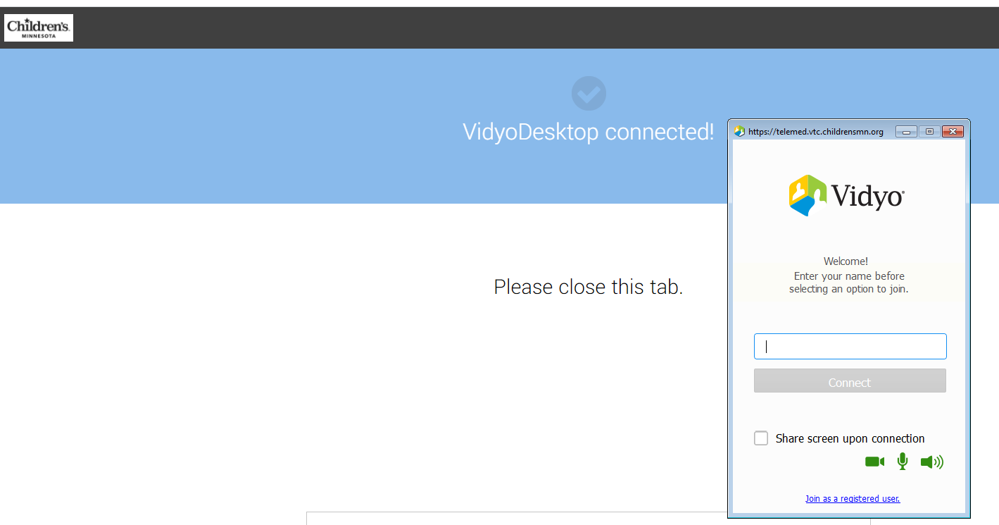 Children's
MINNESOTA
VidyoDesktop connected!
Please close this tab.
https://telemed.vtc.childrensmn.org
Vidyo®
Welcome!
Enter your name before
selecting an option to join.
Connect
Share screen upon connection
Join as a registered user.